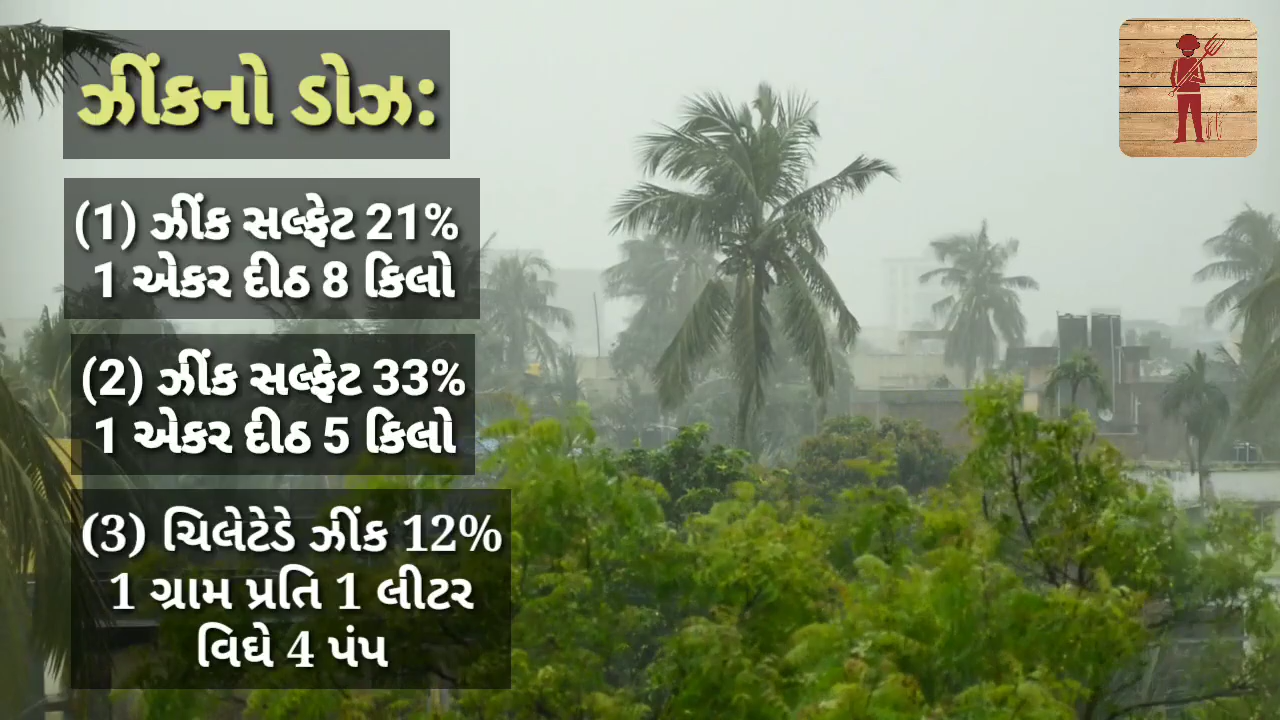 ઝીંકનો ડોઝ:
(1) ઝીંક સલ્ફેટ 21%
1 એકર દીઠ 8 કિલો
(2) ઝીંક સલ્ફેટ 33%
1 એકર દીઠ 5 કિલો
(3) ચિલેટેડે ઝીંક 12%
1 ગ્રામ પ્રતિ 1 લીટર
વિઘે 4 પંપ